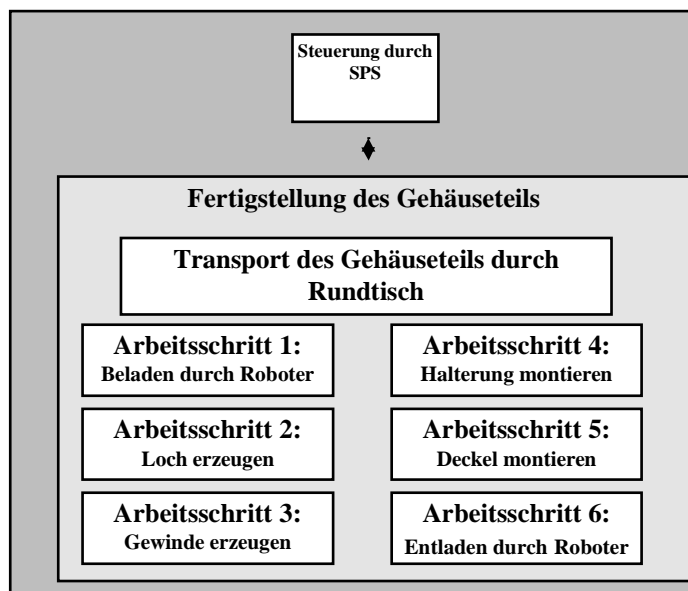 Steuerung durch
SPS
Fertigstellung des Gehäuseteils
Transport des Gehäuseteils durch
Rundtisch
Arbeitsschritt 1:
Beladen durch Roboter
Arbeitsschritt 2:
Loch erzeugen
Arbeitsschritt 3:
Gewinde erzeugen
Arbeitsschritt 4:
Halterung montieren
Arbeitsschritt 5:
Deckel montieren
Arbeitsschritt 6:
Entladen durch Roboter